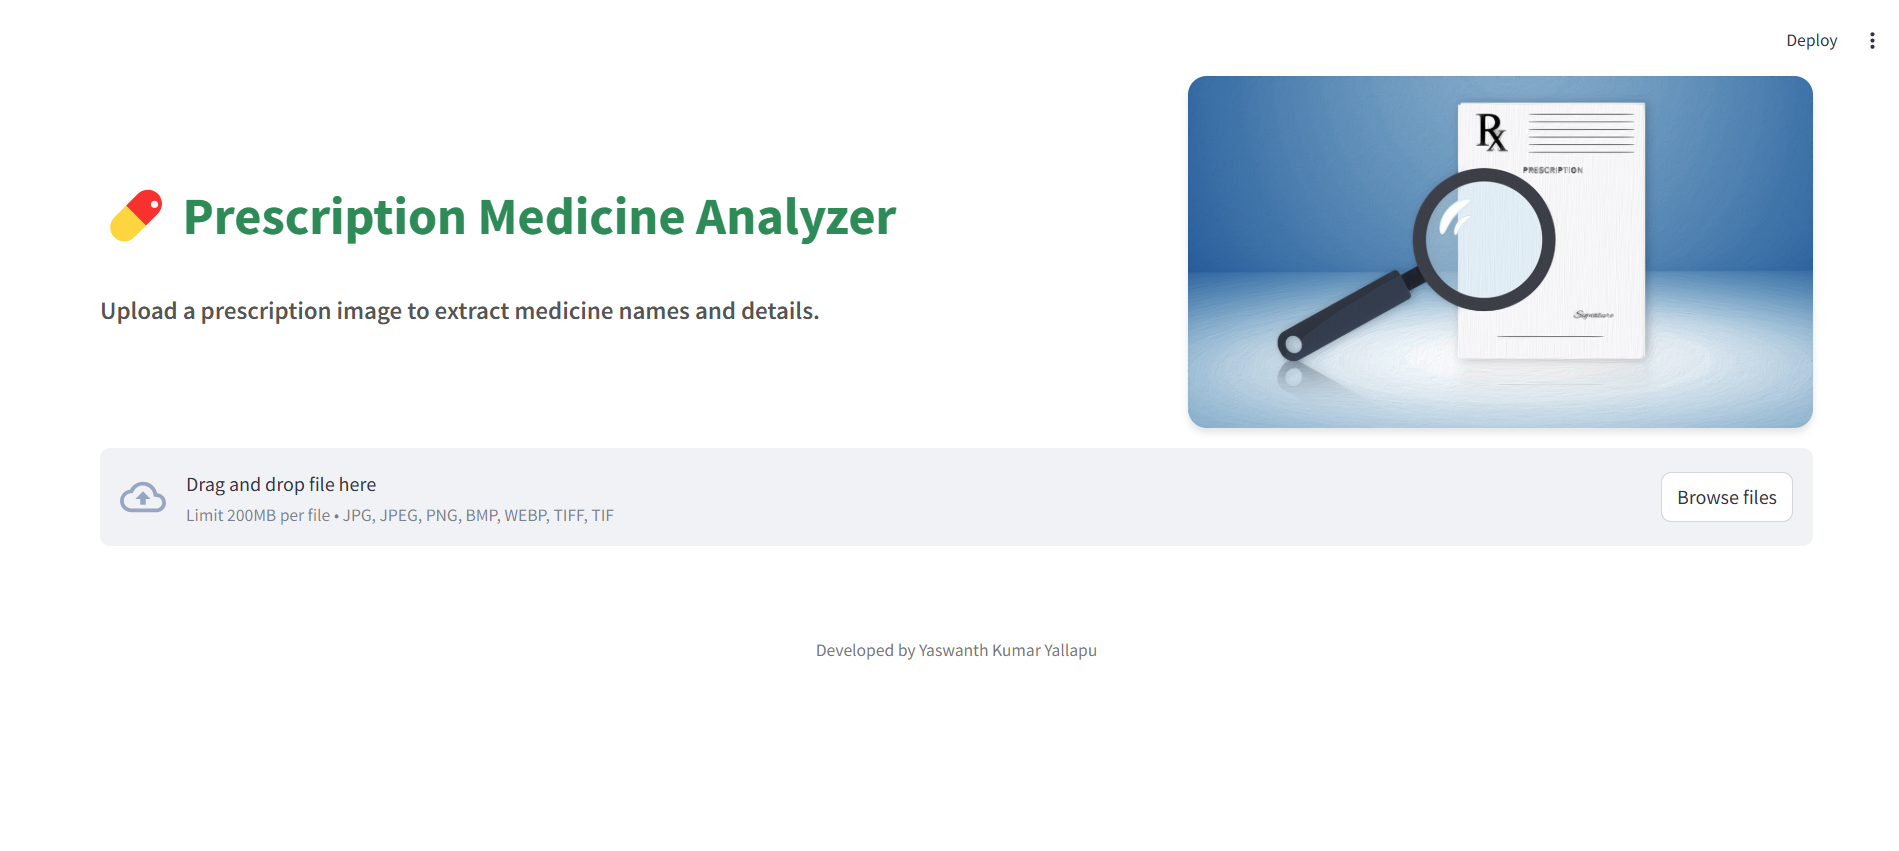 Deploy
Rx
PRESCRIPTION
Signature
Prescription Medicine Analyzer
Upload a prescription image to extract medicine names and details.
Drag and drop file here
Limit 200MB per file • JPG, JPEG, PNG, BMP, WEBP, TIFF, TIF
Browse files
Developed by Yaswanth Kumar Yallapu